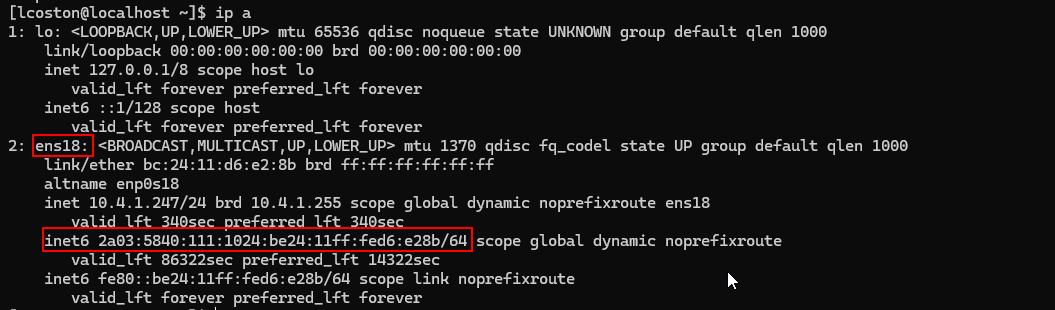 [lcoston@localhost ~]$ ip a
1: lo: <LOOPBACK,UP,LOWER_UP> mtu 65536 qdisc noqueue state UNKNOWN group default qlen 1000
    link/loopback 00:00:00:00:00:00 brd 00:00:00:00:00:00
    inet 127.0.0.1/8 scope host lo
       valid_lft forever preferred_lft forever
    inet6 ::1/128 scope host
       valid_lft forever preferred_lft forever
2: ens18: <BROADCAST,MULTICAST,UP,LOWER_UP> mtu 1370 qdisc fq_codel state UP group default qlen 1000
    link/ether bc:24:11:d6:e2:8b brd ff:ff:ff:ff:ff:ff
    altname enp0s18
    inet 10.4.1.247/24 brd 10.4.1.255 scope global dynamic noprefixroute ens18
       valid_lft 340sec preferred_lft 340sec
    inet6 2a03:5840:111:1024:be24:11ff:fed6:e28b/64 scope global dynamic noprefixroute
       valid_lft 86322sec preferred_lft 14322sec
    inet6 fe80::be24:11ff:fed6:e28b/64 scope link noprefixroute
       valid_lft forever preferred_lft forever